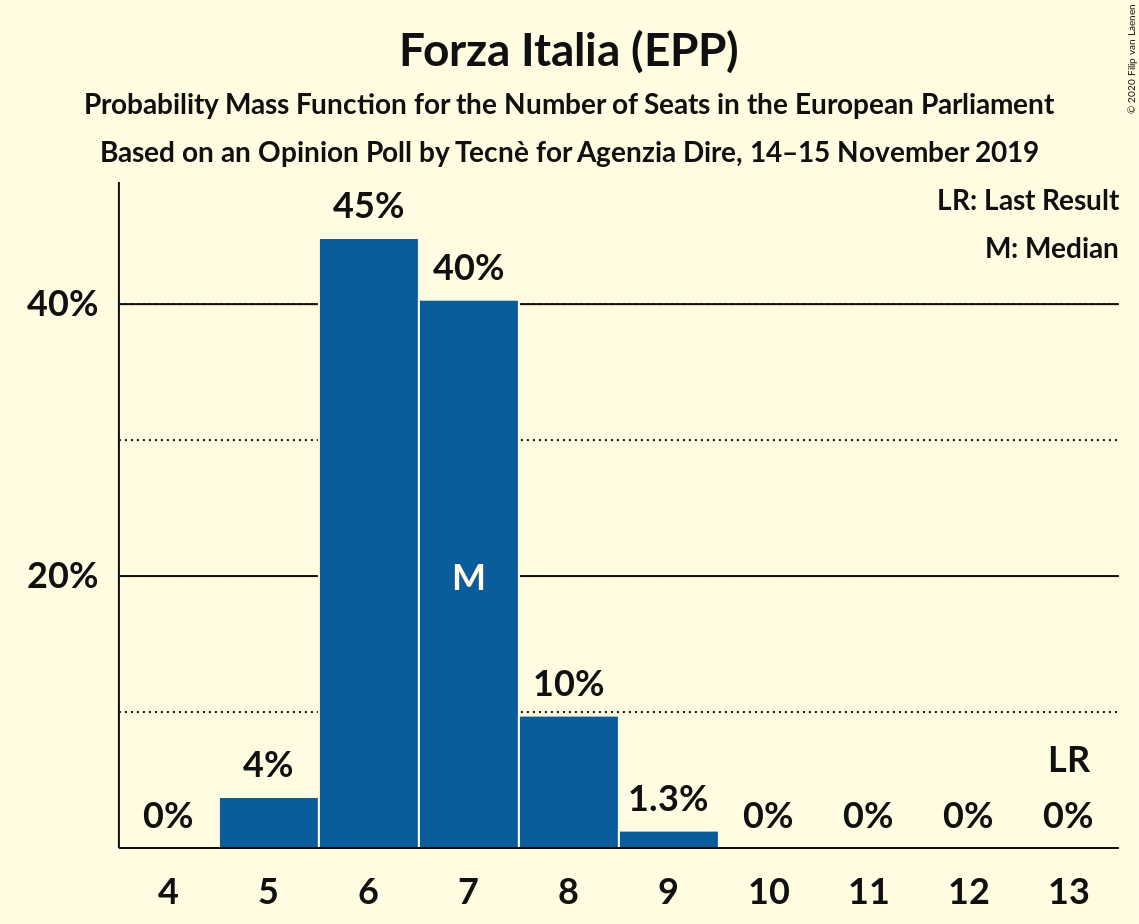 Forza Italia (EPP)
Probability Mass Function for the Number of Seats in the European Parliament
Based on an Opinion Poll by Tecnè for Agenzia Dire, 14–15 November 2019
© 2020 Filip van Laenen
LR: Last Result
M: Median
40%
20%
0%
4%
45%
40%
M
10%
1.3%
0%
0%
0%
LR
0%
4 5 6 7 8 9 10 11 12 13